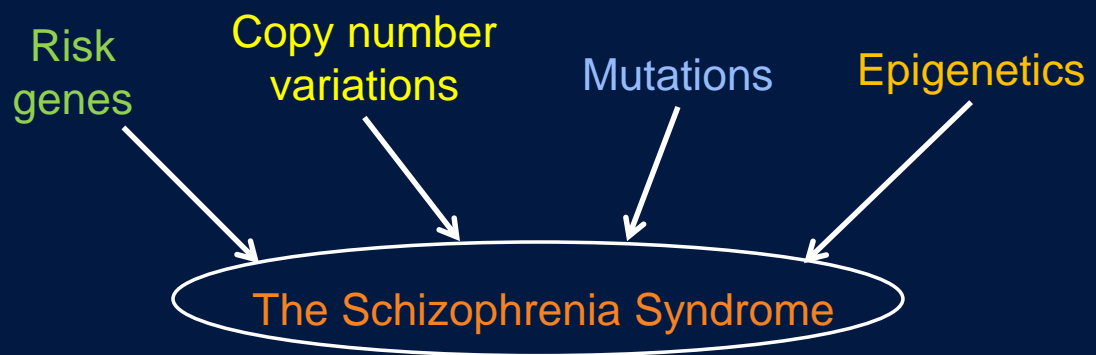 Risk
genes
Copy number
variations
Mutations
Epigenetics
The Schizophrenia Syndrome